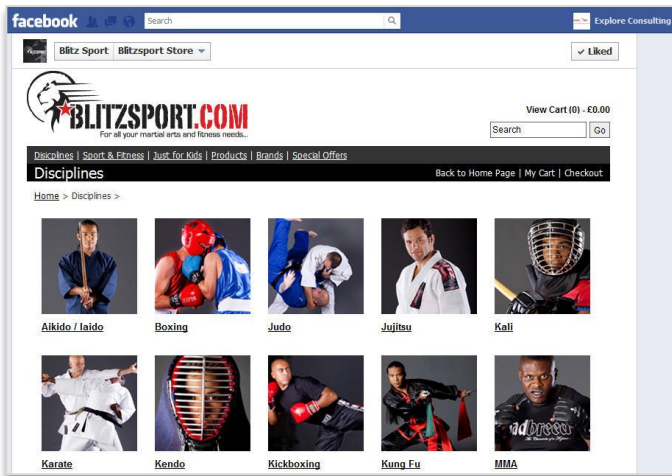 facebook
Search
Explore Consulting
Blitz Sport
Blitzsport Store
Liked
BLITZSPORT.COM
For all your martial arts and fitness needs...
View Cart (0) - £0.00
Search
Go
Disciplines | Sport & Fitness | Just for Kids | Products | Brands | Special Offers
Disciplines
Back to Home Page | My Cart | Checkout
Home > Disciplines >
Aikido / Iaido
Boxing
Judo
Jujitsu
Kali
Karate
Kendo
Kickboxing
Kung Fu
MMA